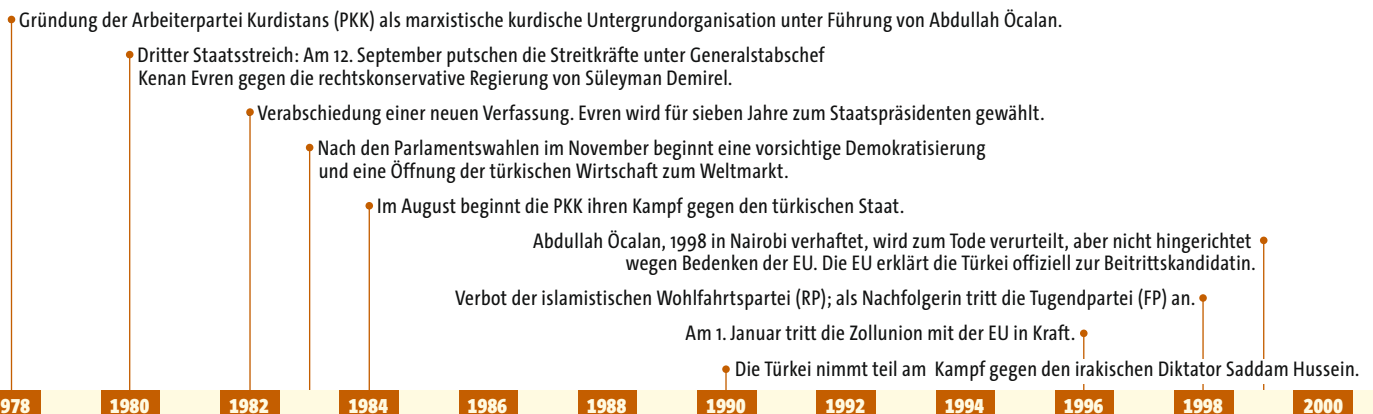 Gründung der Arbeiterpartei Kurdistans (PKK) als marxistische kurdische Untergrundorganisation unter Führung von Abdullah Öcalan.
Dritter Staatsstreich: Am 12. September putschen die Streitkräfte unter Generalstabschef
Kenan Evren gegen die rechtskonservative Regierung von Süleyman Demirel.
Verabschiedung einer neuen Verfassung. Evren wird für sieben Jahre zum Staatspräsidenten gewählt.
Nach den Parlamentswahlen im November beginnt eine vorsichtige Demokratisierung
und eine Öffnung der türkischen Wirtschaft zum Weltmarkt.
Im August beginnt die PKK ihren Kampf gegen den türkischen Staat.
Abdullah Öcalan, 1998 in Nairobi verhaftet, wird zum Tode verurteilt, aber nicht hingerichtet
wegen Bedenken der EU. Die EU erklärt die Türkei offiziell zur Beitrittskandidatin.
Verbot der islamistischen Wohlfahrtspartei (RP); als Nachfolgerin tritt die Tugendpartei (FP) an.
Am 1. Januar tritt die Zollunion mit der EU in Kraft.
Die Türkei nimmt teil am Kampf gegen den irakischen Diktator Saddam Hussein.
978 1980 1982 1984 1986 1988 1990 1992 1994 1996 1998 2000